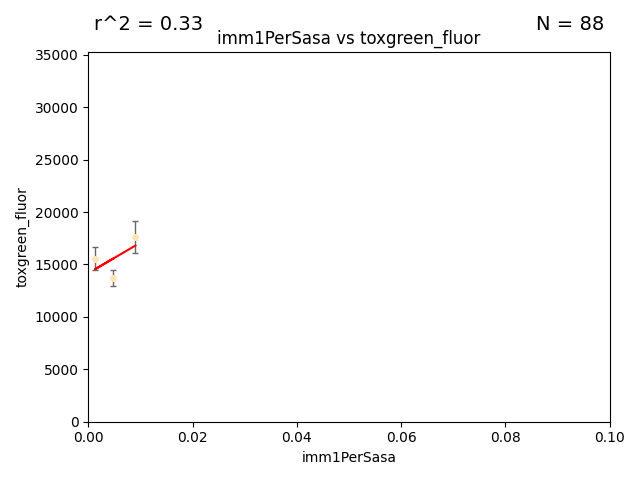 r^2 = 0.33
N = 88
imm1PerSasa vs toxgreen_fluor
toxgreen_fluor
35000
30000
25000
20000
15000
10000
5000
0
0.00
0.02
0.04
0.06
0.08
0.10
imm1PerSasa